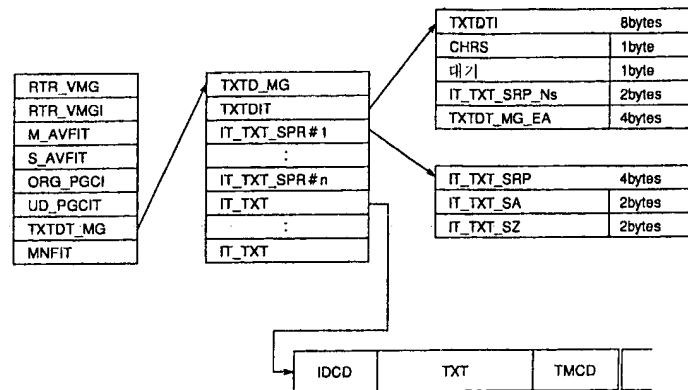 RTR_VMG
RTR_VMGI
M_AVFIT
S_AVFIT
ORG_PGCI
UD_PGCIT
TXTDT_MG
MNFIT
TXTD_MG
TXTDIT
IT_TXT_SPR#1
:
IT_TXT_SPR#n
IT_TXT
:
IT_TXT
TXTDTI 8bytes
CHRS 1byte
대기 1byte
IT_TXT_SRP_Ns 2bytes
TXTDT_MG_EA 4bytes
IT_TXT_SRP 4bytes
IT_TXT_SA 2bytes
IT_TXT_SZ 2bytes
IDCD TXT TMCD